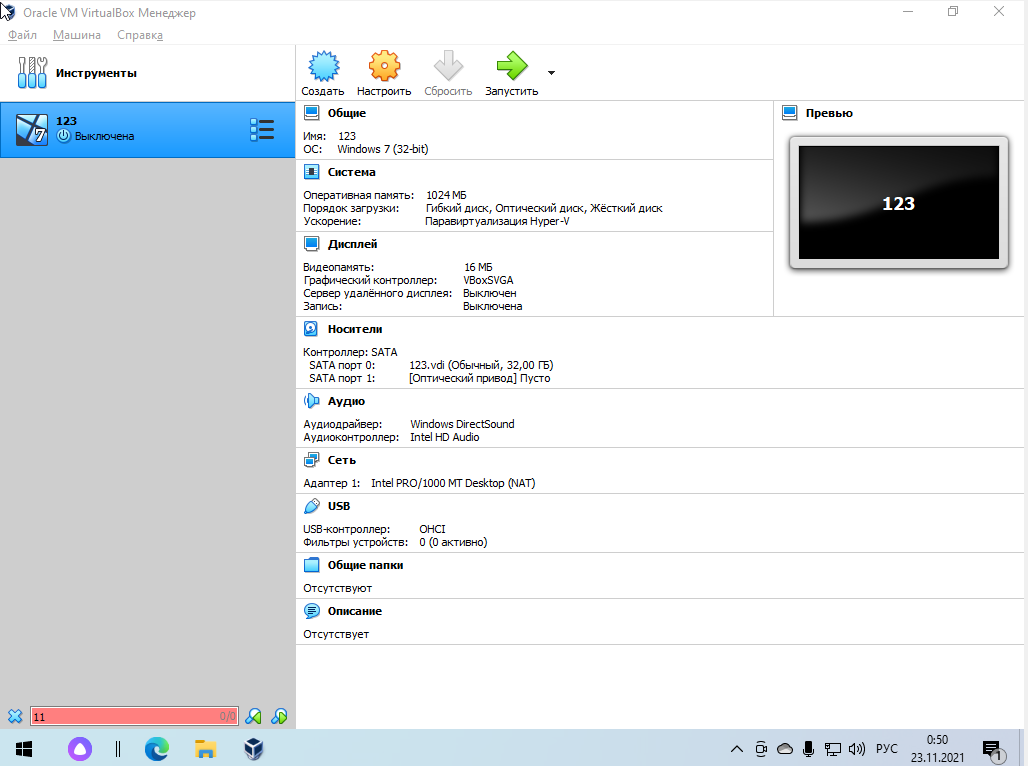 Oracle VM VirtualBox Менеджер
Файл Машина Справка
Инструменты
123
Выключена
7
Создать Настроить Сбросить Запустить
Общие
Имя: 123
ОС: Windows 7 (32-bit)
Система
Оперативная память: 1024 МБ
Порядок загрузки: Гибкий диск, Оптический диск, Жёсткий диск
Ускорение: Паравиртуализация Hyper-V
Дисплей
Видеопамять: 16 МБ
Графический контроллер: VBoxSVGA
Сервер удалённого дисплея: Выключен
Запись: Выключена
Превью
123
Носители
Контроллер: SATA
SATA порт 0: 123.vdi (Обычный, 32,00 ГБ)
SATA порт 1: [Оптический привод] Пусто
Аудио
Аудиодрайвер: Windows DirectSound
Аудиоконтроллер: Intel HD Audio
Сеть
Адаптер 1: Intel PRO/1000 MT Desktop (NAT)
USB
USB-контроллер: OHCI
Фильтры устройств: 0 (0 активно)
Общие папки
Отсутствуют
Описание
Отсутствует
11 0/0
РУС
0:50
23.11.2021
1